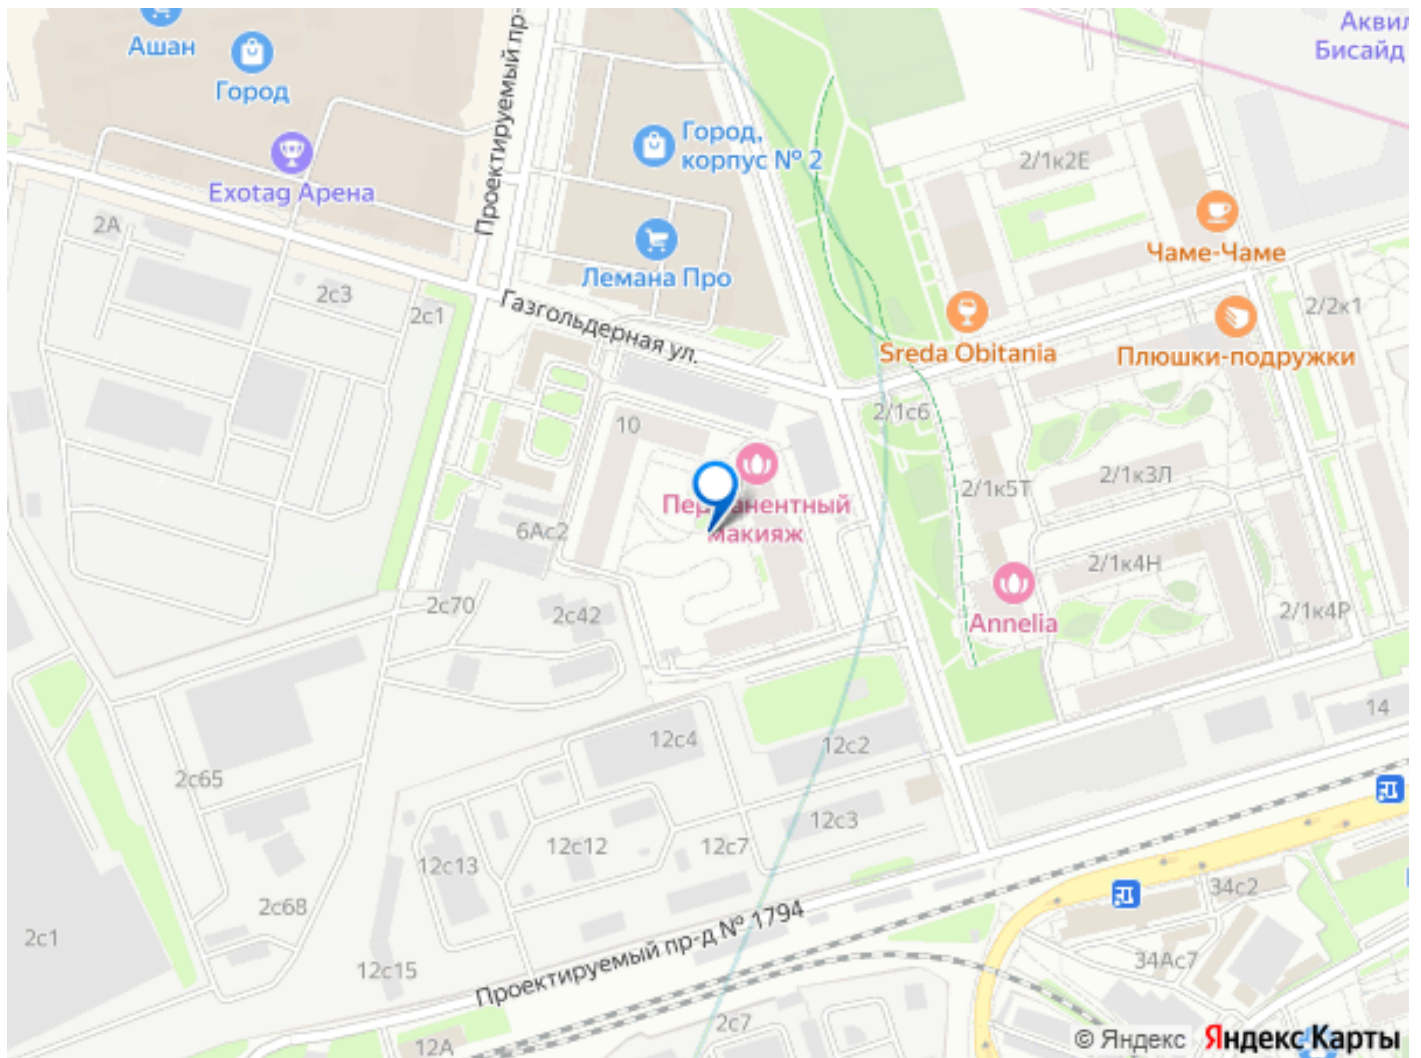 Ашан
Город
Exotag Арена
Проектируемый пр-
Город,
корпус № 2
Лемана Про
Аквил
Бисайд
2/1к2Е
Чаме-Чаме
Sreda Obitania
Плюшки-подружки
2/2к1
2А
2с3
2с1
Газгольдерная ул.
10
2/1с6
Перманентный
макияж
2/1к5Т
2/1к3Л
2/1к4Н
2/1к4Р
Annelia
6Ас2
2с70
2с42
12с4
12с2
14
2с65
12с3
12с13
12с12
12с7
2с68
34с2
2с1
12с15
Проектируемый пр-д № 1794
34Ас7
2с7
12А
© Яндекс Яндекс Карты